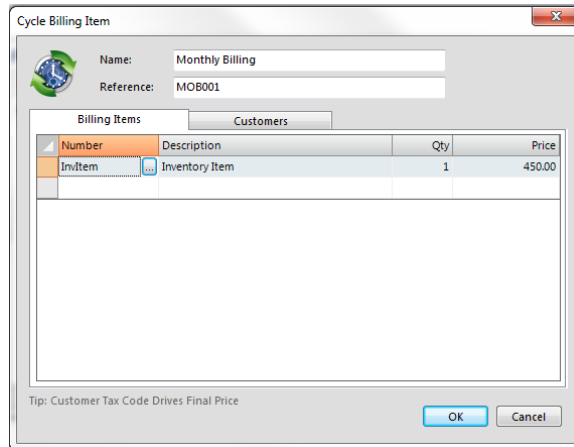 Cycle Billing Item
Name: Monthly Billing
Reference: MOB001
Billing Items Customers
Number Description Qty Price
InvItem ... Inventory Item 1 450.00
Tip: Customer Tax Code Drives Final Price
OK Cancel